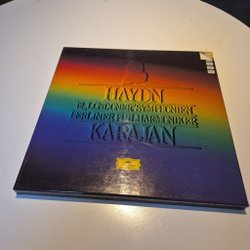 HAYDN
12 „LONDONER SYMPHONIEN“
BERLINER PHILHARMONIKER
KARAJAN